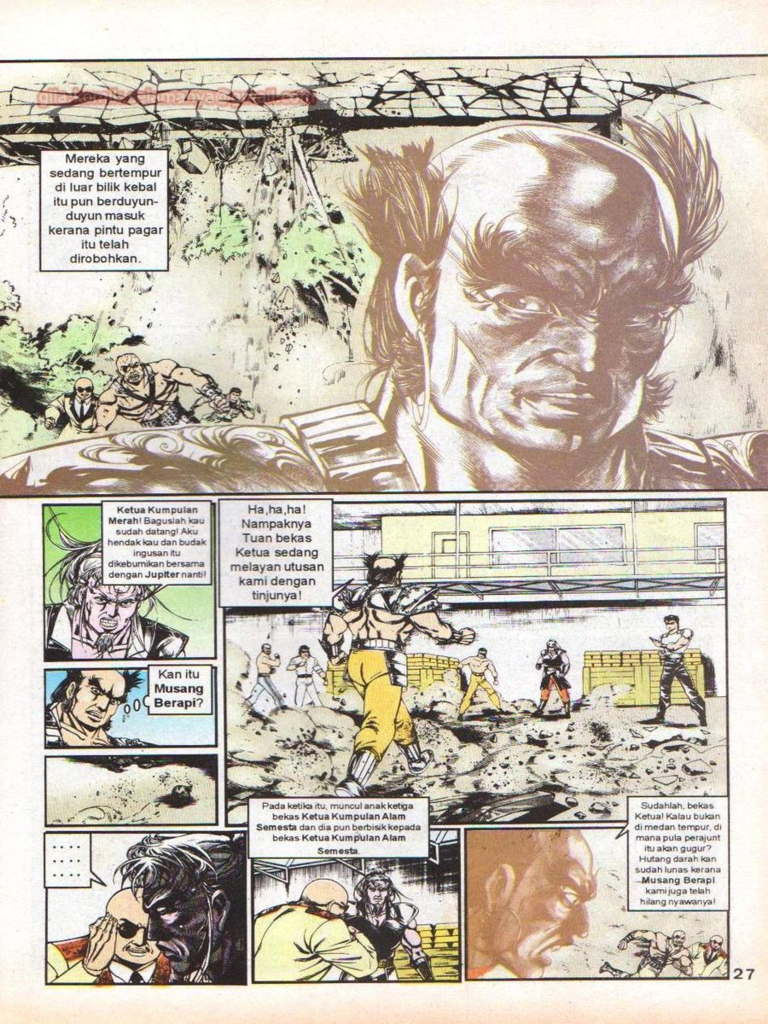 Mereka yang
sedang bertempur
di luar bilik kebal
itu pun berduyun-
duyun masuk
kerana pintu pagar
itu telah
dirobohkan.
Ketua Kumpulan
Merah! Baguslah kau
sudah datang! Aku
hendak kau dan budak
ingusan itu
dikebumikan bersama
dengan Jupiter nanti!
Ha,ha,ha!
Nampaknya
Tuan bekas
Ketua sedang
melayan utusan
kami dengan
tinjunya!
Kan itu
Musang
Berapi?
Pada ketika itu, muncul anak ketiga
bekas Ketua Kumpulan Alam
Semesta dan dia pun berbisik kepada
bekas Ketua Kumpulan Alam
Semesta.
Sudahlah, bekas
Ketua! Kalau bukan
di medan tempur, di
mana pula perajunt
itu akan gugur?
Hutang darah kan
sudah lunas kerana
Musang Berapi
kami juga telah
hilang nyawanya!
27